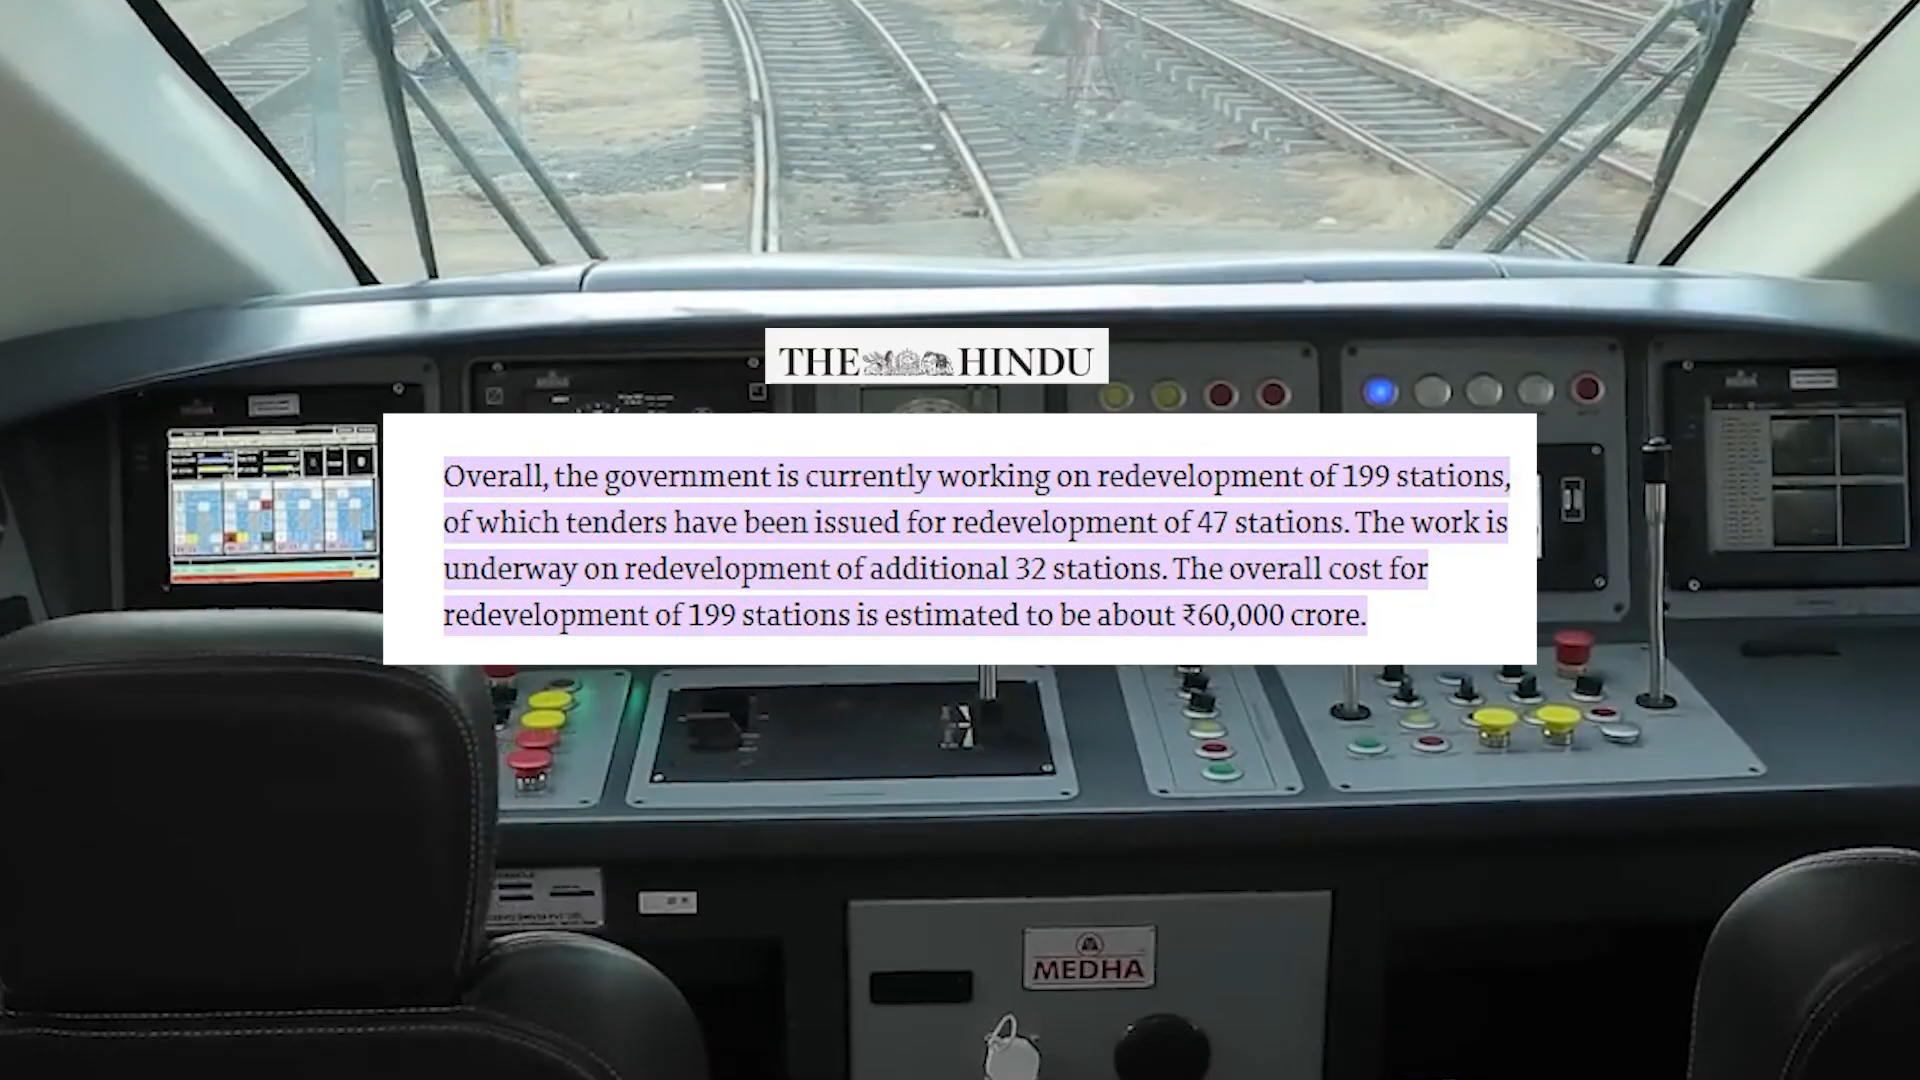 THE HINDU
Overall, the government is currently working on redevelopment of 199 stations,
of which tenders have been issued for redevelopment of 47 stations. The work is
underway on redevelopment of additional 32 stations. The overall cost for
redevelopment of 199 stations is estimated to be about ₹60,000 crore.
MEDHA